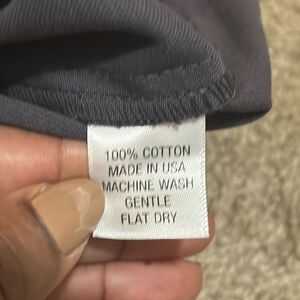 100% COTTON
MADE IN USA
MACHINE WASH
GENTLE
FLAT DRY